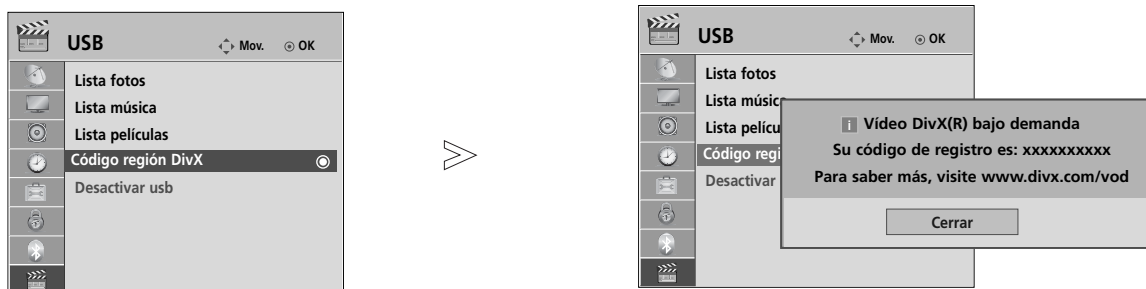 USB
Mov.
OK
Lista fotos
Lista música
Lista películas
Código región DivX
Desactivar usb
USB
Mov.
OK
Lista fotos
Lista músic
Lista pelícu
Código regi
Desactivar
i Vídeo DivX(R) bajo demanda
Su código de registro es: xxxxxxxxxx
Para saber más, visite www.divx.com/vod
Cerrar